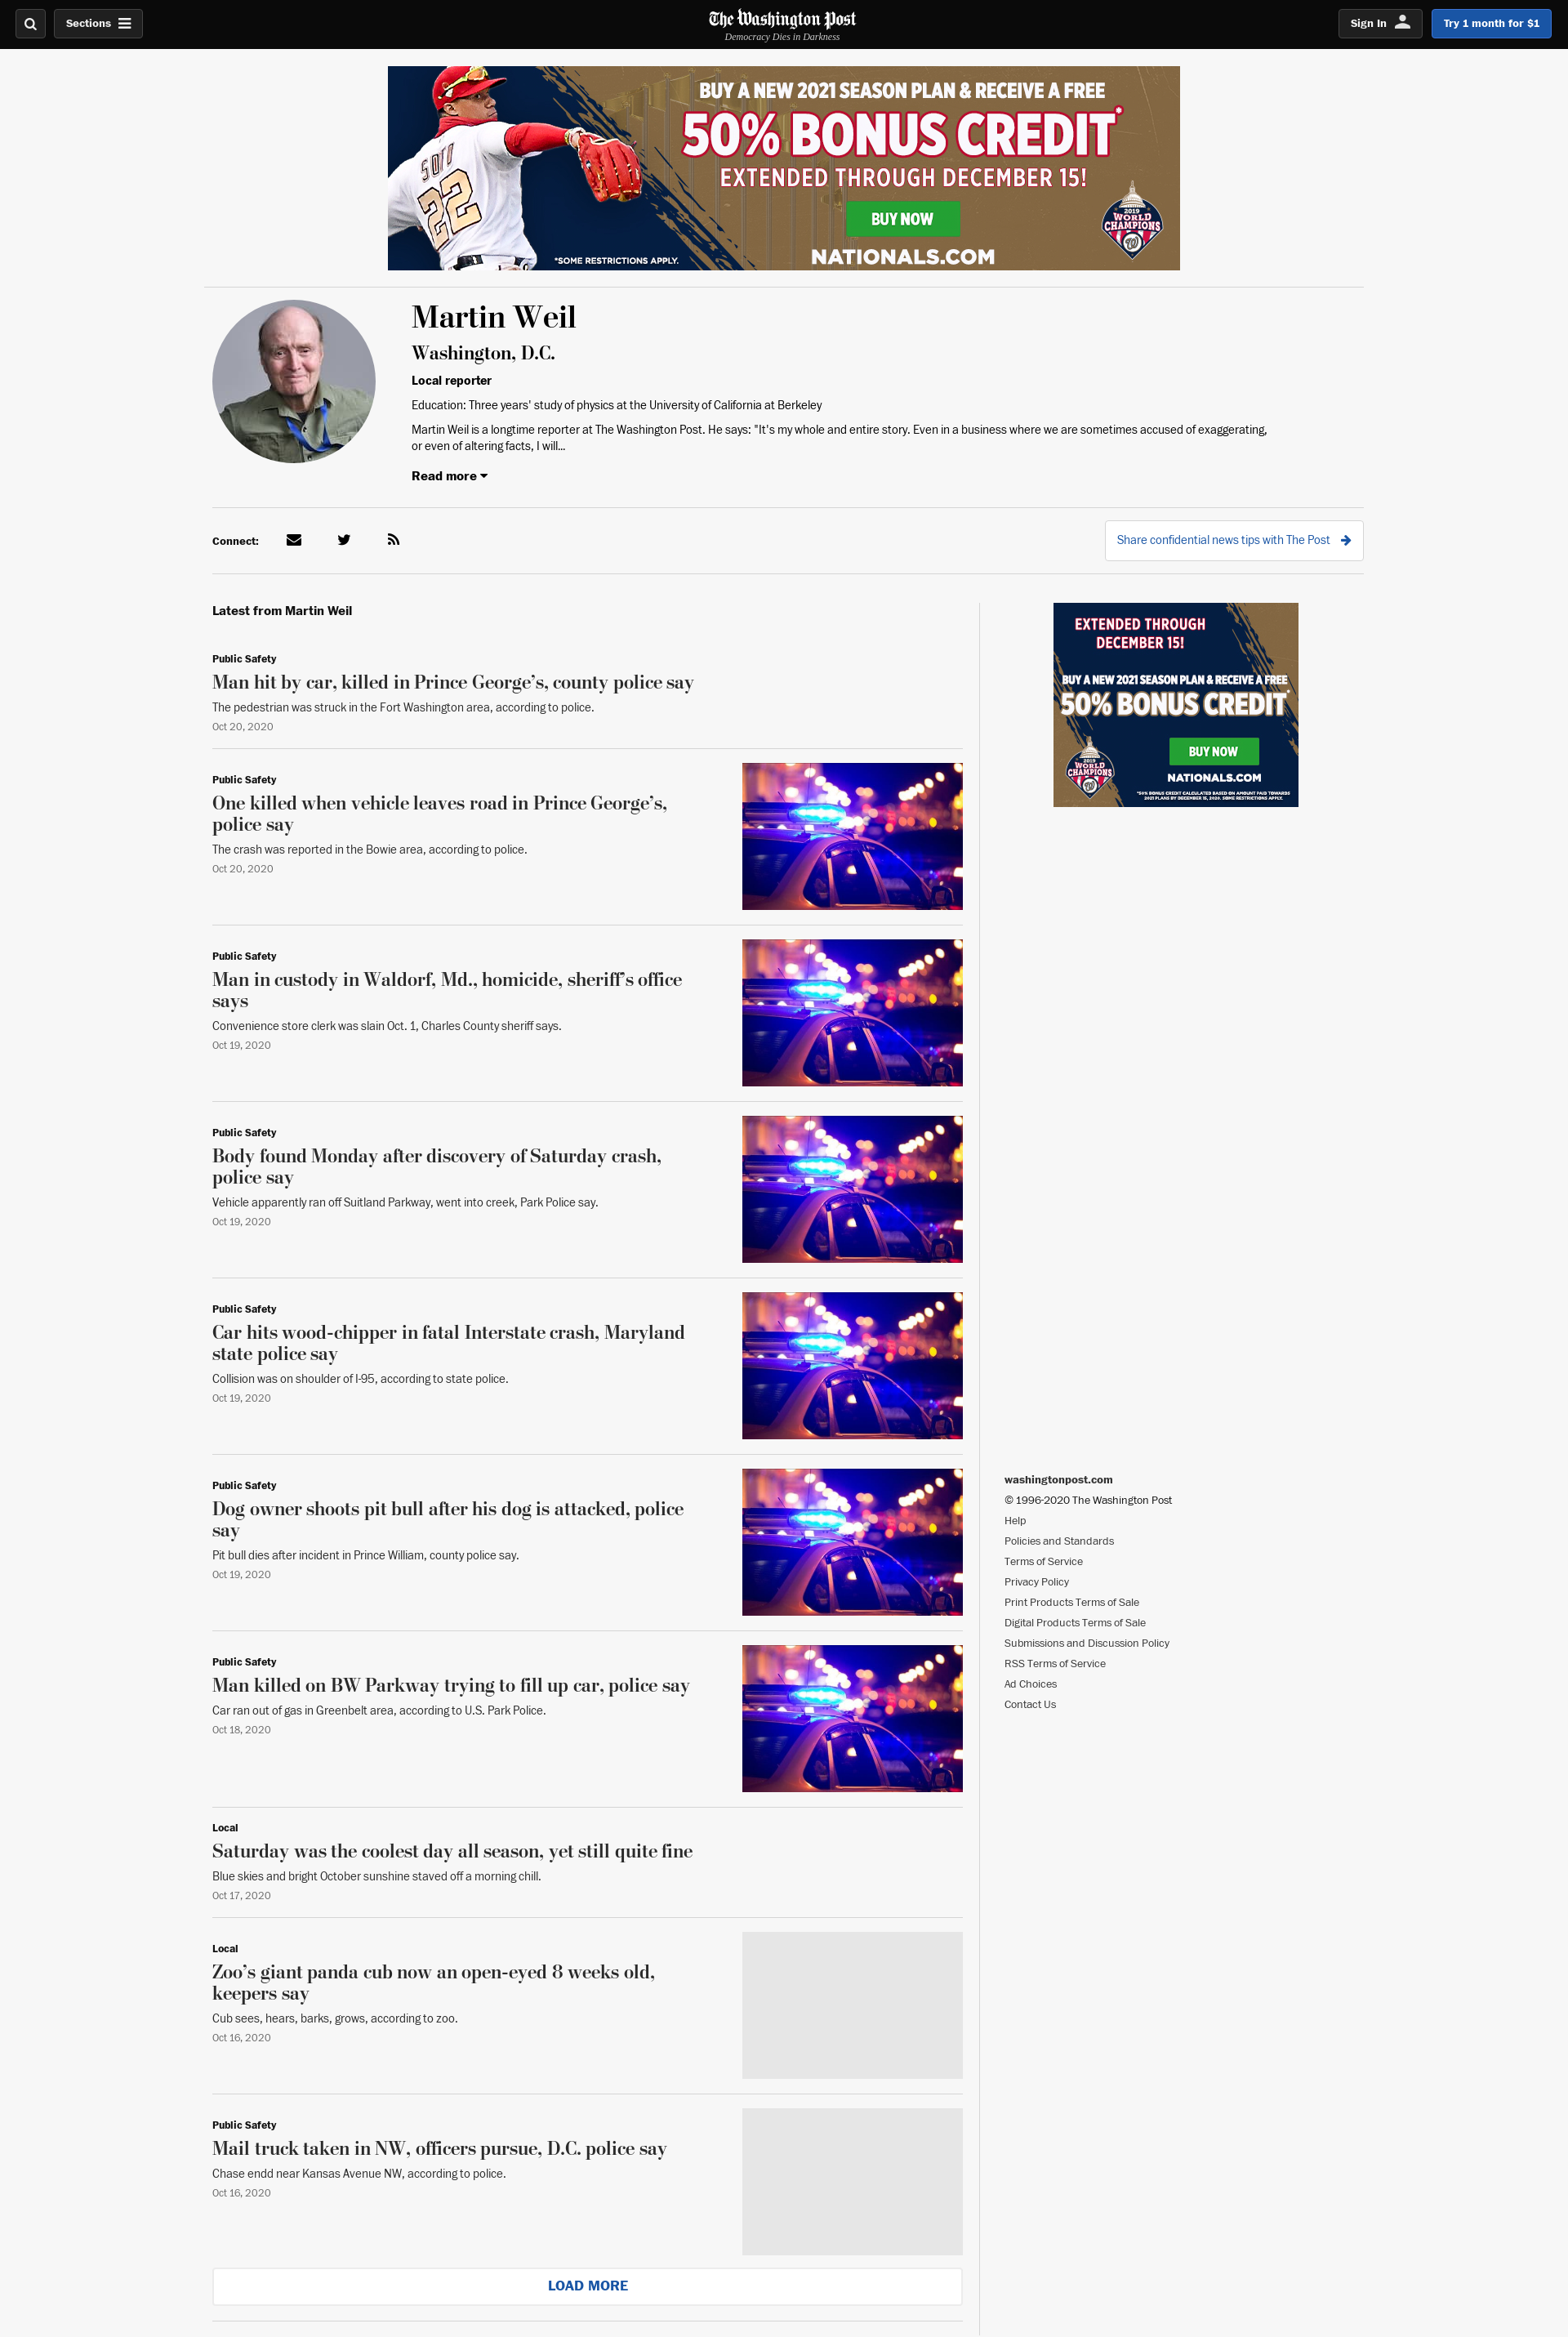 Sections
The Washington Post
Democracy Dies in Darkness
Sign In
Try 1 month for $1
BUY A NEW 2021 SEASON PLAN & RECEIVE A FREE
50% BONUS CREDIT*
EXTENDED THROUGH DECEMBER 15!
BUY NOW
NATIONALS.COM
*SOME RESTRICTIONS APPLY.
SOTO
22
2019
WORLD
CHAMPIONS
W
Martin Weil
Washington, D.C.
Local reporter
Education: Three years' study of physics at the University of California at Berkeley
Martin Weil is a longtime reporter at The Washington Post. He says: "It's my whole and entire story. Even in a business where we are sometimes accused of exaggerating,
or even of altering facts, I will...
Read more
Connect:
Share confidential news tips with The Post
Latest from Martin Weil
Public Safety
Man hit by car, killed in Prince George’s, county police say
The pedestrian was struck in the Fort Washington area, according to police.
Oct 20, 2020
Public Safety
One killed when vehicle leaves road in Prince George’s,
police say
The crash was reported in the Bowie area, according to police.
Oct 20, 2020
Public Safety
Man in custody in Waldorf, Md., homicide, sheriff’s office
says
Convenience store clerk was slain Oct. 1, Charles County sheriff says.
Oct 19, 2020
Public Safety
Body found Monday after discovery of Saturday crash,
police say
Vehicle apparently ran off Suitland Parkway, went into creek, Park Police say.
Oct 19, 2020
Public Safety
Car hits wood-chipper in fatal Interstate crash, Maryland
state police say
Collision was on shoulder of I-95, according to state police.
Oct 19, 2020
Public Safety
Dog owner shoots pit bull after his dog is attacked, police
say
Pit bull dies after incident in Prince William, county police say.
Oct 19, 2020
Public Safety
Man killed on BW Parkway trying to fill up car, police say
Car ran out of gas in Greenbelt area, according to U.S. Park Police.
Oct 18, 2020
Local
Saturday was the coolest day all season, yet still quite fine
Blue skies and bright October sunshine staved off a morning chill.
Oct 17, 2020
Local
Zoo’s giant panda cub now an open-eyed 8 weeks old,
keepers say
Cub sees, hears, barks, grows, according to zoo.
Oct 16, 2020
Public Safety
Mail truck taken in NW, officers pursue, D.C. police say
Chase endd near Kansas Avenue NW, according to police.
Oct 16, 2020
LOAD MORE
EXTENDED THROUGH
DECEMBER 15!
BUY A NEW 2021 SEASON PLAN & RECEIVE A FREE
50% BONUS CREDIT*
BUY NOW
2019
WORLD
CHAMPIONS
W
NATIONALS.COM
*50% BONUS CREDIT CALCULATED BASED ON AMOUNT PAID TOWARDS
2021 PLANS BY DECEMBER 15, 2020. SOME RESTRICTIONS APPLY.
washingtonpost.com
© 1996-2020 The Washington Post
Help
Policies and Standards
Terms of Service
Privacy Policy
Print Products Terms of Sale
Digital Products Terms of Sale
Submissions and Discussion Policy
RSS Terms of Service
Ad Choices
Contact Us